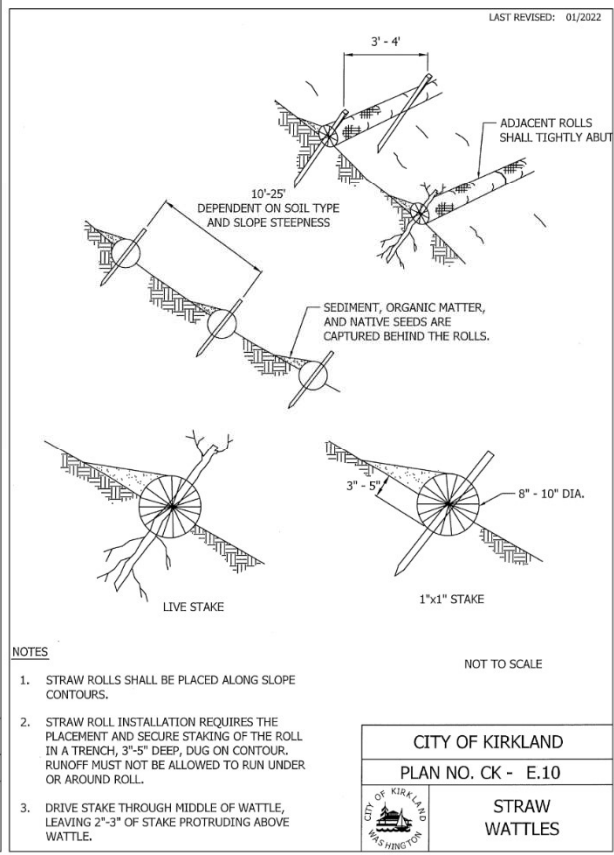 LAST REVISED: 01/2022
3' - 4'
ADJACENT ROLLS
SHALL TIGHTLY ABUT
10'-25'
DEPENDENT ON SOIL TYPE
AND SLOPE STEEPNESS
SEDIMENT, ORGANIC MATTER,
AND NATIVE SEEDS ARE
CAPTURED BEHIND THE ROLLS.
3" - 5"
8" - 10" DIA.
LIVE STAKE
1"x1" STAKE
NOTES
NOT TO SCALE
1. STRAW ROLLS SHALL BE PLACED ALONG SLOPE
CONTOURS.
2. STRAW ROLL INSTALLATION REQUIRES THE
PLACEMENT AND SECURE STAKING OF THE ROLL
IN A TRENCH, 3"-5" DEEP, DUG ON CONTOUR.
RUNOFF MUST NOT BE ALLOWED TO RUN UNDER
OR AROUND ROLL.
3. DRIVE STAKE THROUGH MIDDLE OF WATTLE,
LEAVING 2"-3" OF STAKE PROTRUDING ABOVE
WATTLE.
CITY OF KIRKLAND
PLAN NO. CK - E.10
CITY OF KIRKLAND
WASHINGTON
STRAW
WATTLES